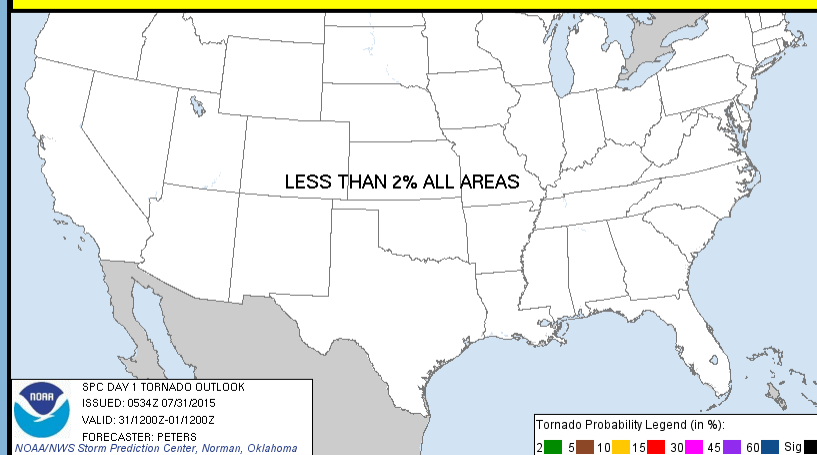 LESS THAN 2% ALL AREAS
NOAA
SPC DAY 1 TORNADO OUTLOOK
ISSUED: 0534Z 07/31/2015
VALID: 31/1200Z-01/1200Z
FORECASTER: PETERS
NOAA/NWS Storm Prediction Center, Norman, Oklahoma
Tornado Probability Legend (in %):
2 5 10 15 30 45 60 Sig